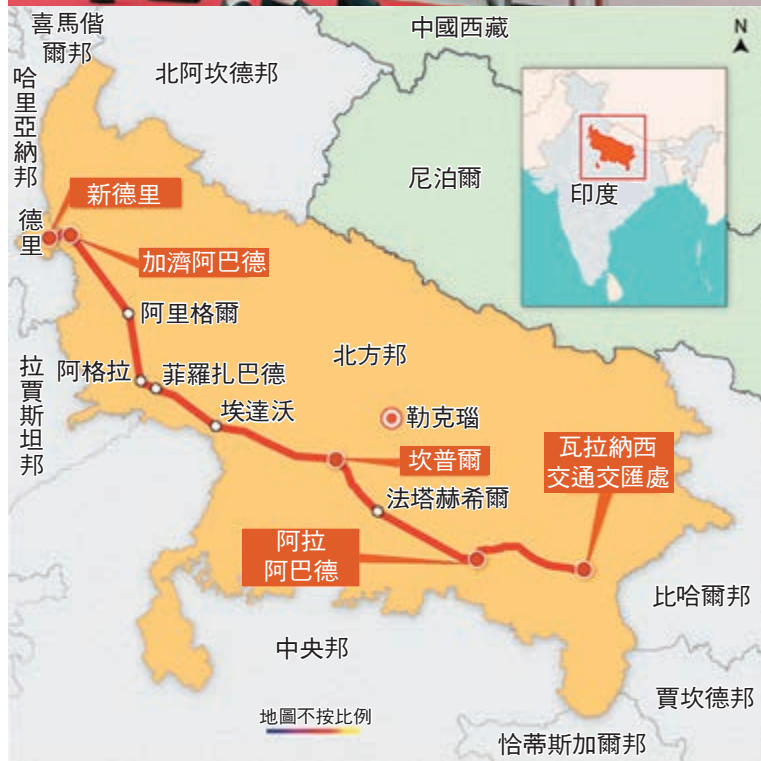 喜馬偕
爾邦
中國西藏
N
北阿坎德邦
哈里亞納邦
尼泊爾
印度
新德里
德里
加濟阿巴德
阿里格爾
北方邦
阿格拉
菲羅扎巴德
拉賈斯坦邦
埃達沃
勒克瑙
坎普爾
瓦拉納西
交通交匯處
法塔赫希爾
阿拉
阿巴德
比哈爾邦
中央邦
賈坎德邦
地圖不按比例
恰蒂斯加爾邦